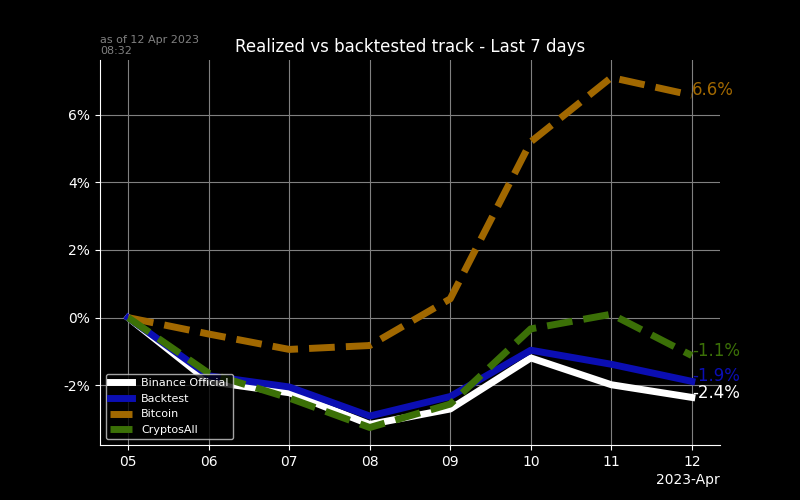 as of 12 Apr 2023
08:32
Realized vs backtested track - Last 7 days
6%
4%
2%
0%
-2%
6.6%
-1.1%
-1.9%
-2.4%
Binance Official
Backtest
Bitcoin
CryptosAll
05 06 07 08 09 10 11 12
2023-Apr